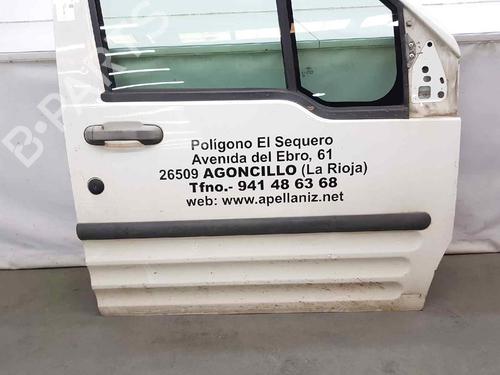 B-PARTS
Polígono El Sequero
Avenida del Ebro, 61
26509 AGONCILLO (La Rioja)
Tfno.- 941 48 63 68
web: www.apellaniz.net